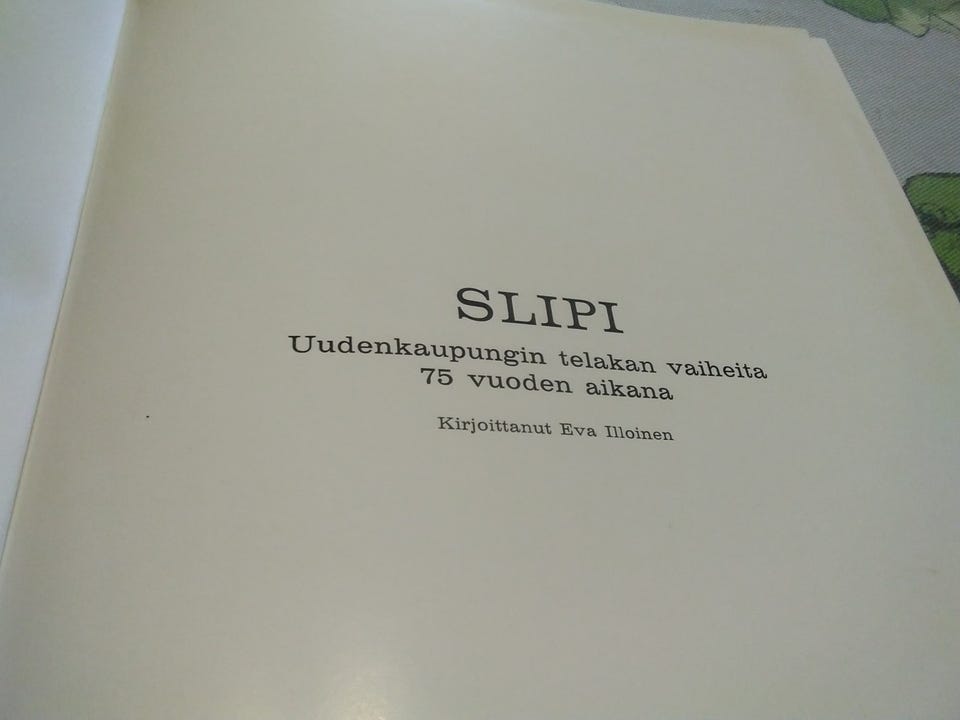 SLIPI
Uudenkaupungin telakan vaiheita
75 vuoden aikana
Kirjoittanut Eva Illoinen